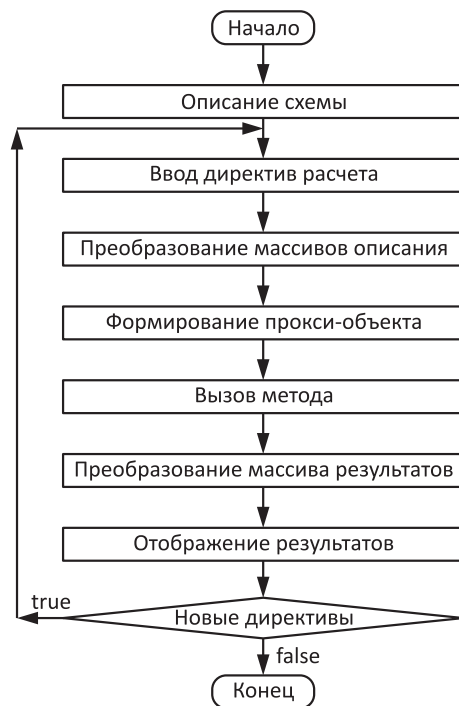 Начало
Описание схемы
Ввод директив расчета
Преобразование массивов описания
Формирование прокси-объекта
Вызов метода
Преобразование массива результатов
Отображение результатов
true
Новые директивы
false
Конец